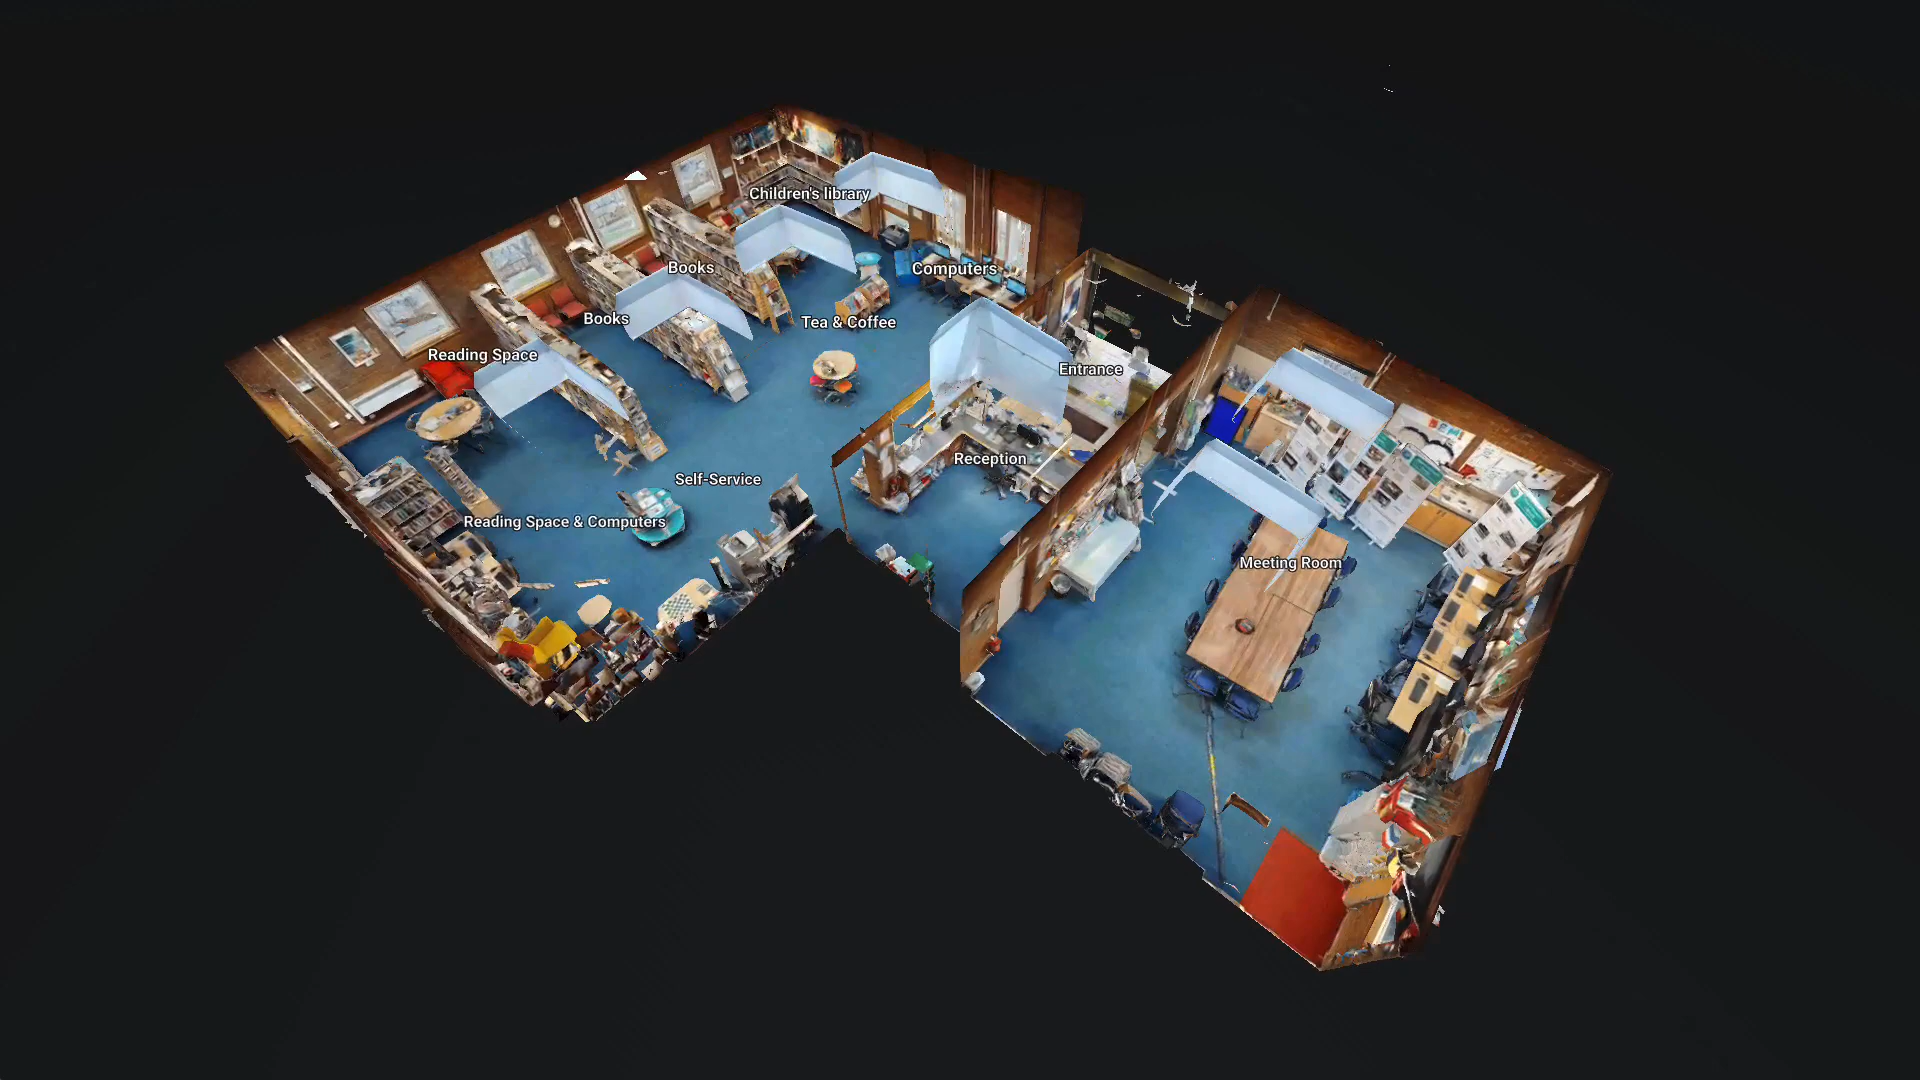 Children's library
Books
Computers
Books
Tea & Coffee
Reading Space
Entrance
Reception
Self-Service
Reading Space & Computers
Meeting Room